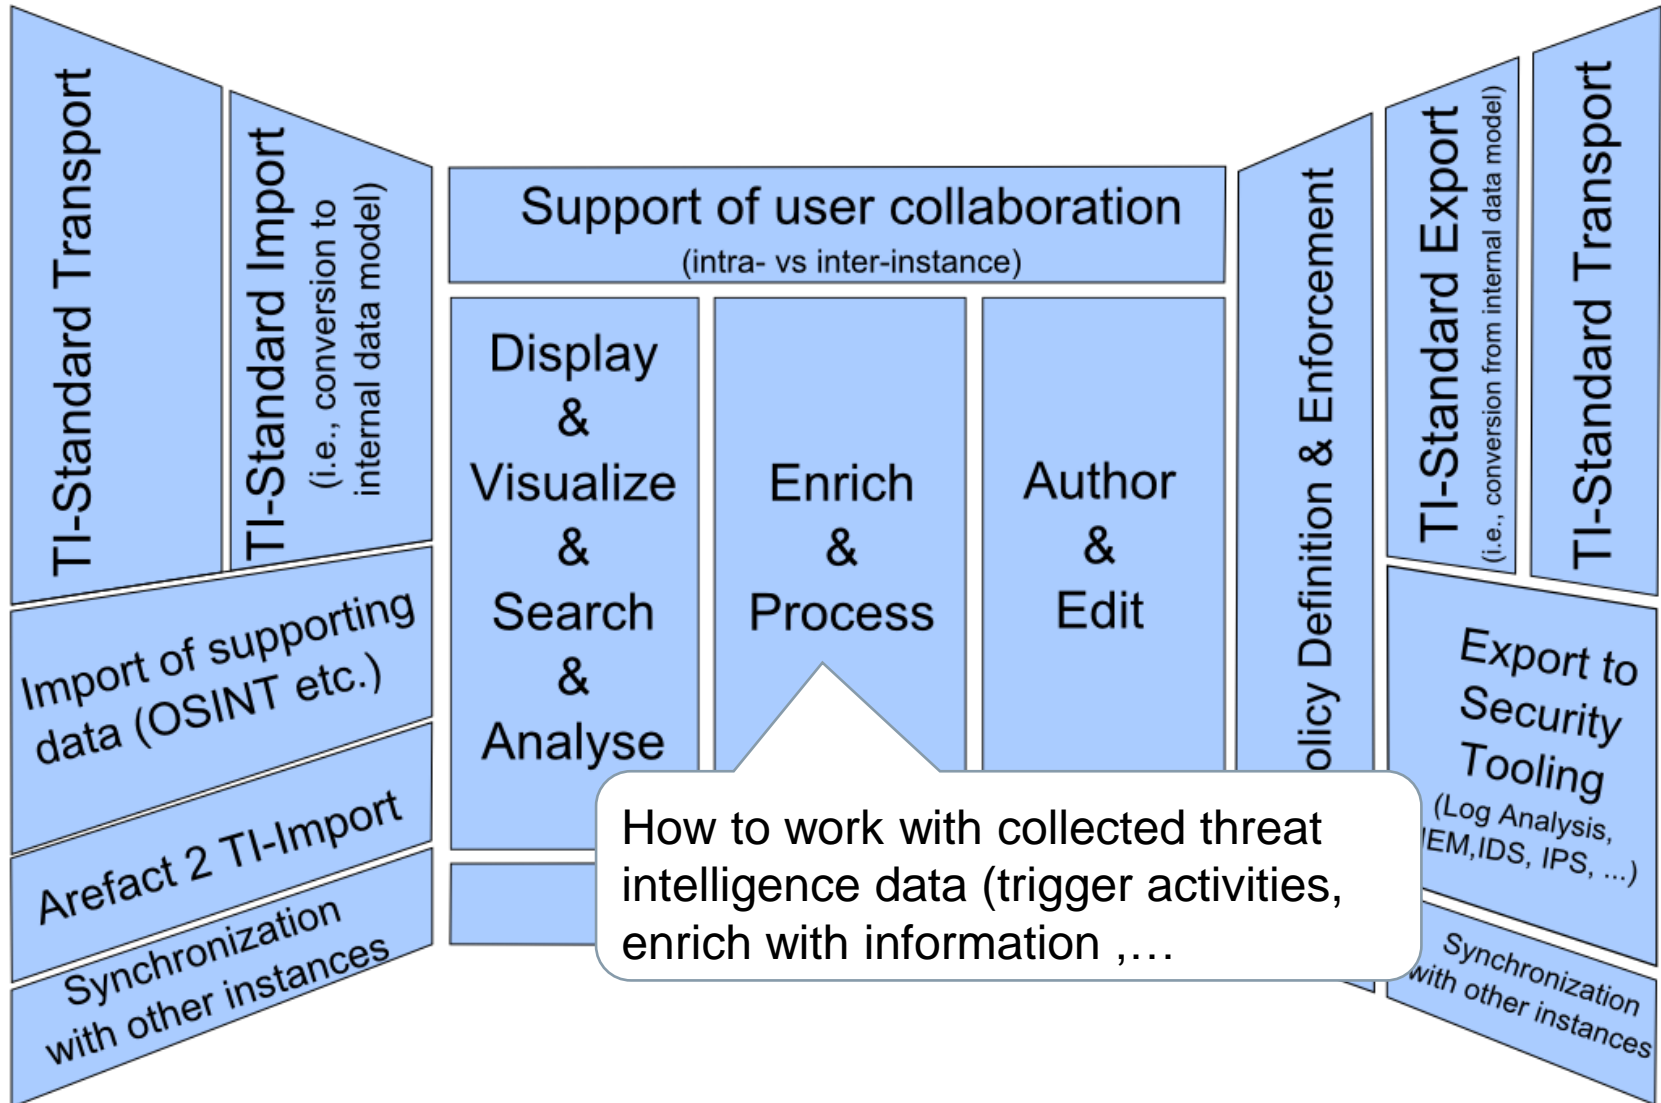 TI-Standard Transport
TI-Standard Import
(i.e., conversion to
internal data model)
Import of supporting
data (OSINT etc.)
Arefact 2 TI-Import
Synchronization
with other instances
Support of user collaboration
(intra- vs inter-instance)
Display
&
Visualize
&
Search
&
Analyse
Enrich
&
Process
Author
&
Edit
How to work with collected threat
intelligence data (trigger activities,
enrich with information ,…
olicy Definition & Enforcement
TI-Standard Export
(i.e., conversion from internal data model)
TI-Standard Transport
Export to
Security
Tooling
(Log Analysis,
IEM,IDS, IPS, ...)
Synchronization
with other instances